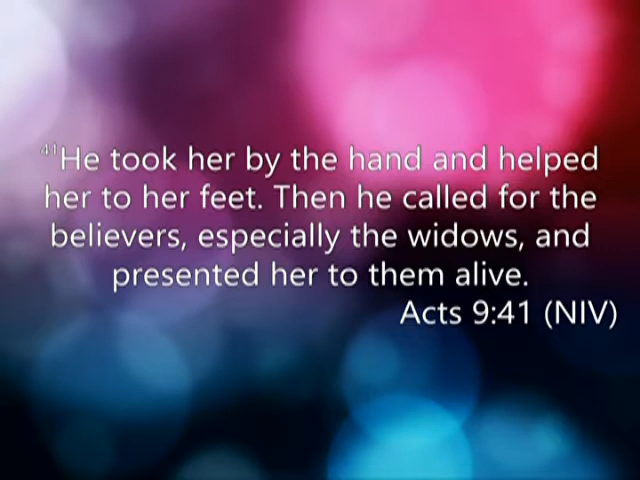 41He took her by the hand and helped
her to her feet. Then he called for the
believers, especially the widows, and
presented her to them alive.
Acts 9:41 (NIV)